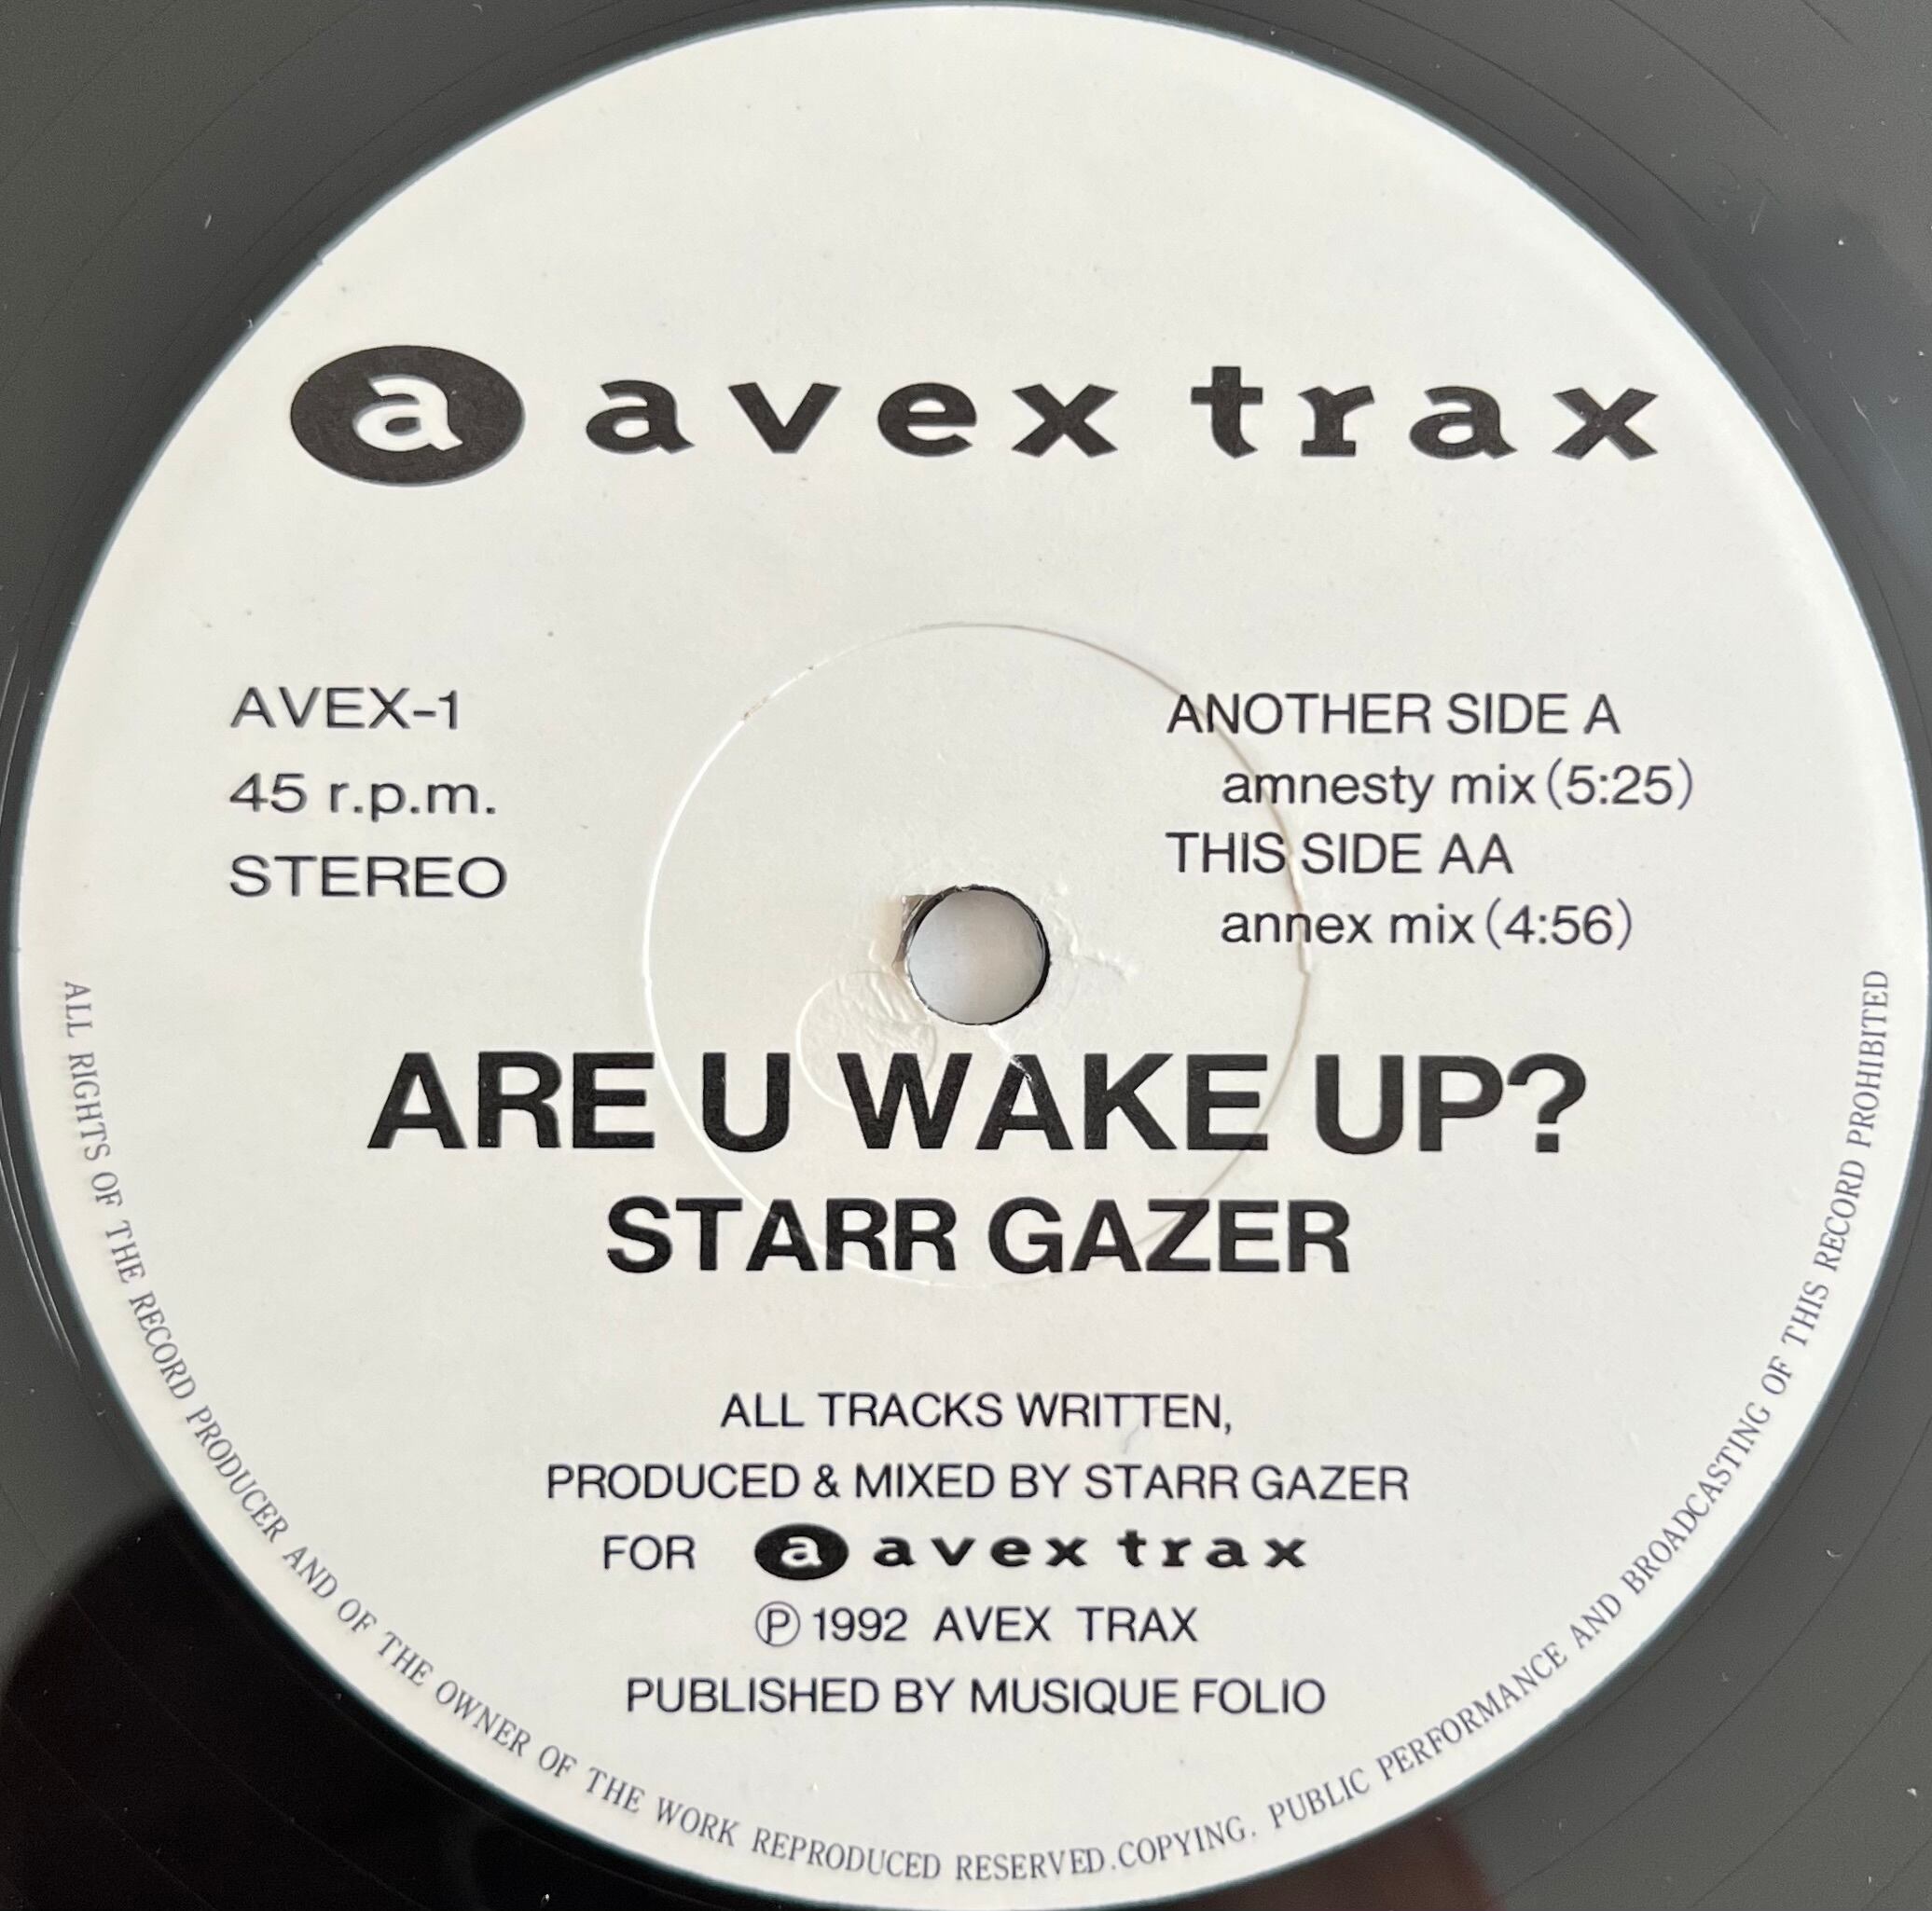 a avex trax
AVEX-1
45 r.p.m.
STEREO
ANOTHER SIDE A
amnesty mix (5:25)
THIS SIDE AA
annex mix (4:56)
ARE U WAKE UP?
STARR GAZER
ALL TRACKS WRITTEN,
PRODUCED & MIXED BY STARR GAZER
FOR a avex trax
Ⓟ 1992 AVEX TRAX
PUBLISHED BY MUSIQUE FOLIO
ALL RIGHTS OF THE RECORD PRODUCER AND OF THE OWNER OF THE WORK REPRODUCED RESERVED. COPYING. PUBLIC PERFORMANCE AND BROADCASTING OF THIS RECORD PROHIBITED